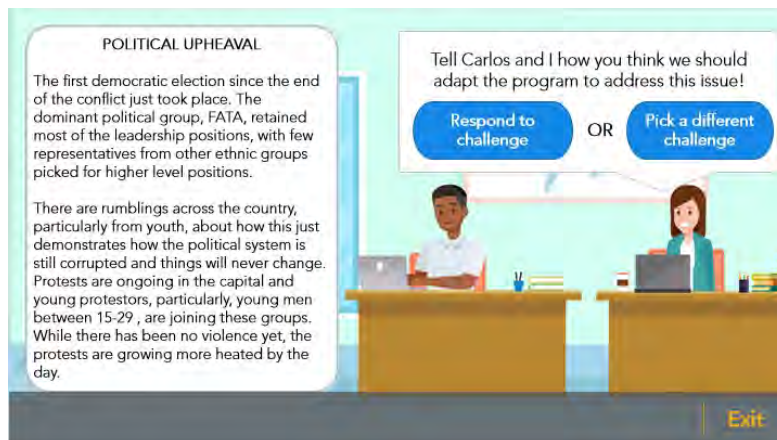 POLITICAL UPHEAVAL
The first democratic election since the end
of the conflict just took place. The
dominant political group, FATA, retained
most of the leadership positions, with few
representatives from other ethnic groups
picked for higher level positions.
There are rumblings across the country,
particularly from youth, about how this just
demonstrates how the political system is
still corrupted and things will never change.
Protests are ongoing in the capital and
young protestors, particularly, young men
between 15-29 , are joining these groups.
While there has been no violence yet, the
protests are growing more heated by the
day.
Tell Carlos and I how you think we should
adapt the program to address this issue!
Respond to
challenge
OR
Pick a different
challenge
Exit